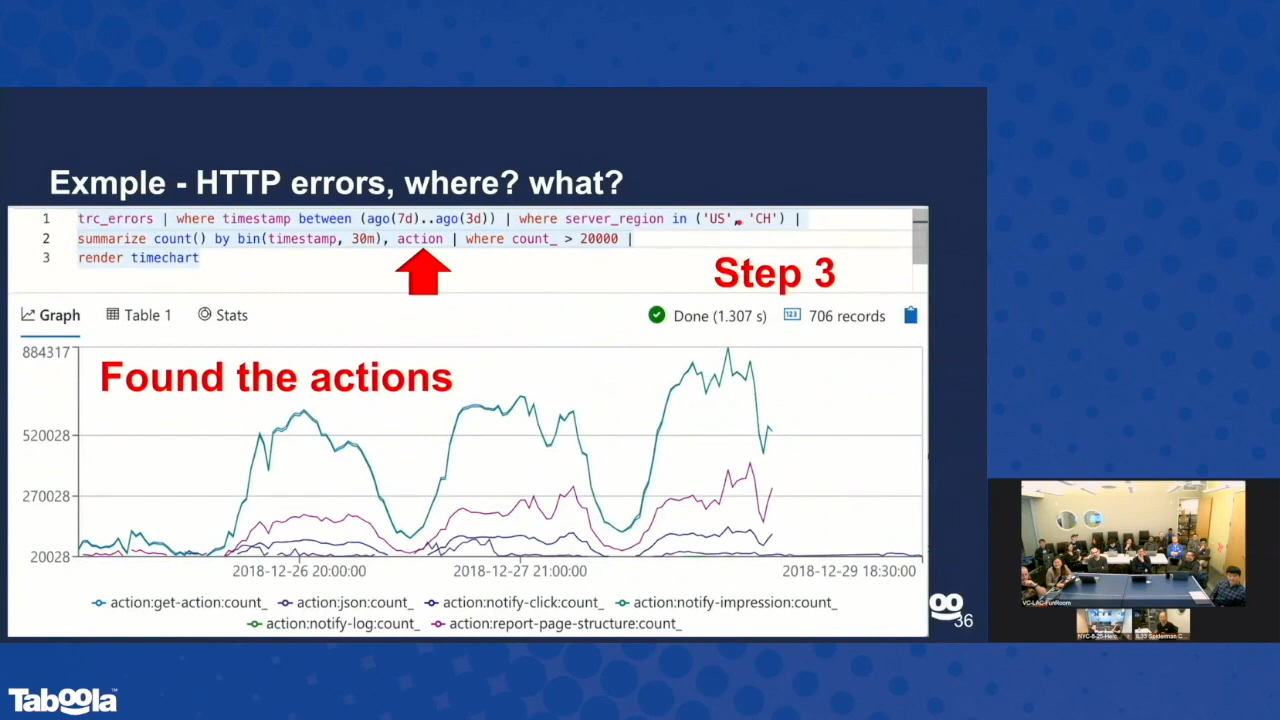 Exmple - HTTP errors, where? what?
1 trc_errors | where timestamp between (ago(7d)..ago(3d)) | where server_region in ('US', 'CH') |
2 summarize count() by bin(timestamp, 30m), action | where count_ > 20000 |
3 render timechart
Step 3
Graph Table 1 Stats Done (1.307 s) 123 706 records
Found the actions
884317
520028
270028
20028
2018-12-26 20:00:00 2018-12-27 21:00:00 2018-12-29 18:30:00
action:get-action:count_ action:json:count_ action:notify-click:count_ action:notify-impression:count_
action:notify-log:count_ action:report-page-structure:count_
36
VC-LAC-FunRoom
Taboola